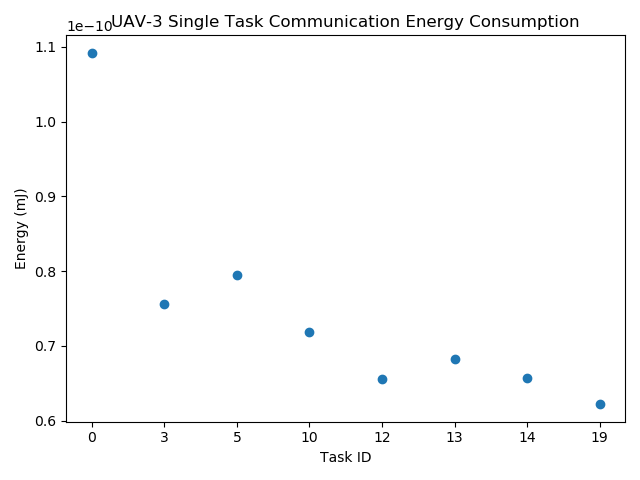 UAV-3 Single Task Communication Energy Consumption
1e−10
1.1
1.0
0.9
0.8
0.7
0.6
Energy (mJ)
0 3 5 10 12 13 14 19
Task ID